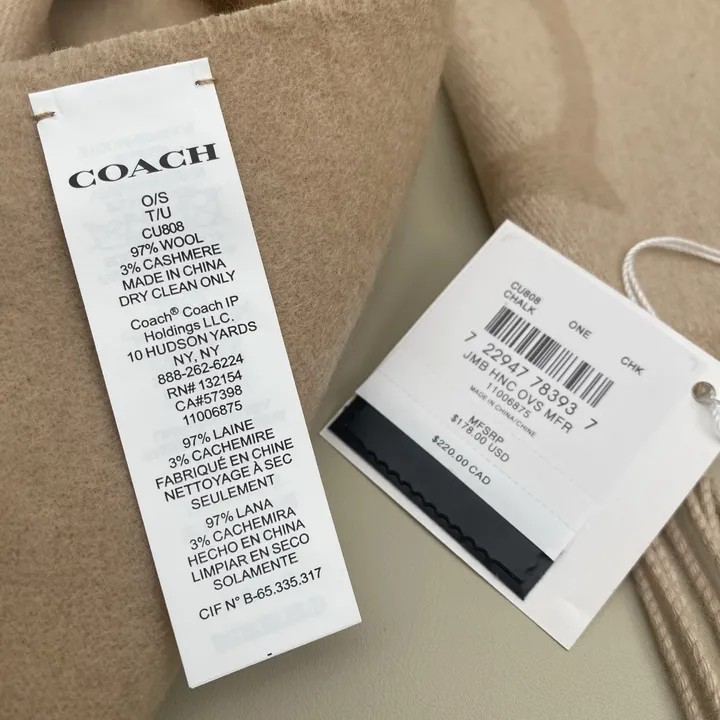 COACH
O/S
T/U
CU808
97% WOOL
3% CASHMERE
MADE IN CHINA
DRY CLEAN ONLY
Coach® Coach IP
Holdings LLC.
10 HUDSON YARDS
NY, NY
888-262-6224
RN# 132154
CA#57398
11006875
97% LAINE
3% CACHEMIRE
FABRIQUÉ EN CHINE
NETTOYAGE À SEC
SEULEMENT
97% LANA
3% CACHEMIRA
HECHO EN CHINA
LIMPIAR EN SECO
SOLAMENTE
CIF N° B-65.335.317
CU808
CHALK
ONE
CHK
7 22947 78393 7
JMB HNC OVS MFR
11006875
MADE IN CHINA/CHINE
MFSRP
$178.00 USD
$220.00 CAD